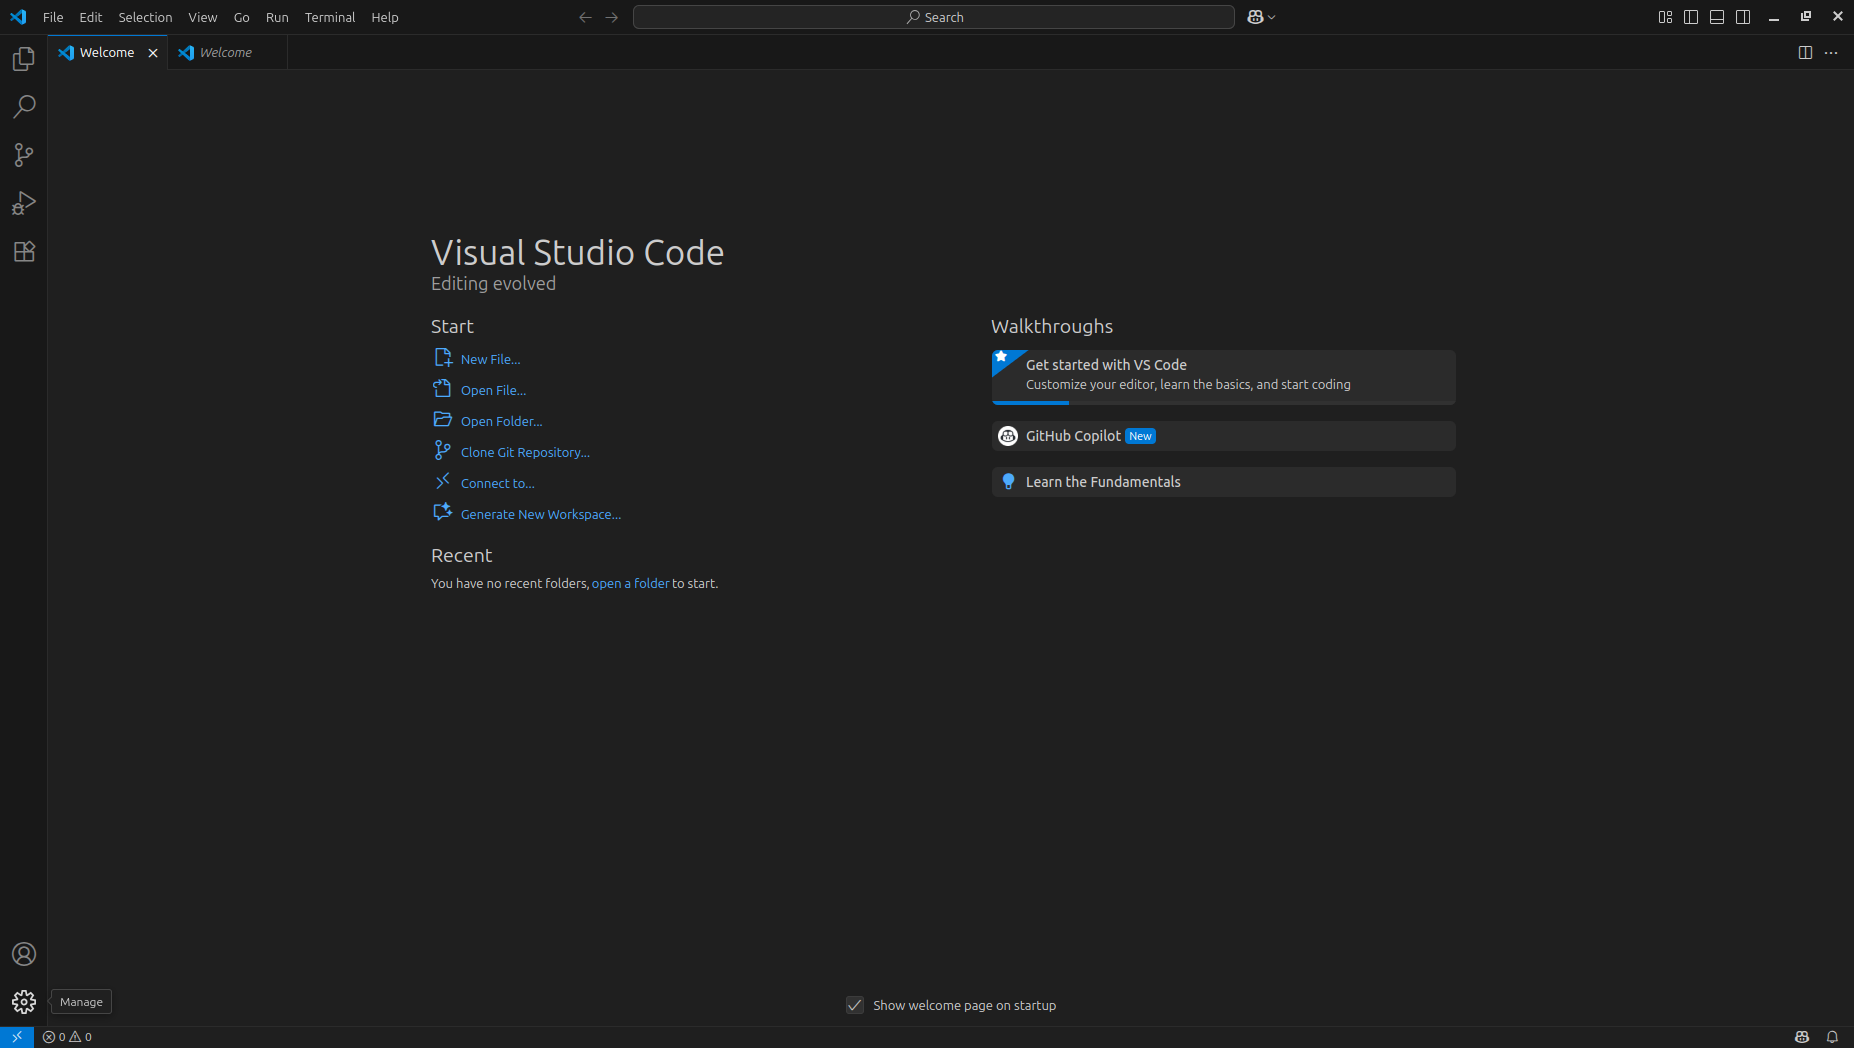 File Edit Selection View Go Run Terminal Help
Search
Welcome
Welcome
Visual Studio Code
Editing evolved
Start
New File...
Open File...
Open Folder...
Clone Git Repository...
Connect to...
Generate New Workspace...
Recent
You have no recent folders, open a folder to start.
Walkthroughs
Get started with VS Code
Customize your editor, learn the basics, and start coding
GitHub Copilot New
Learn the Fundamentals
Manage
Show welcome page on startup
0 0